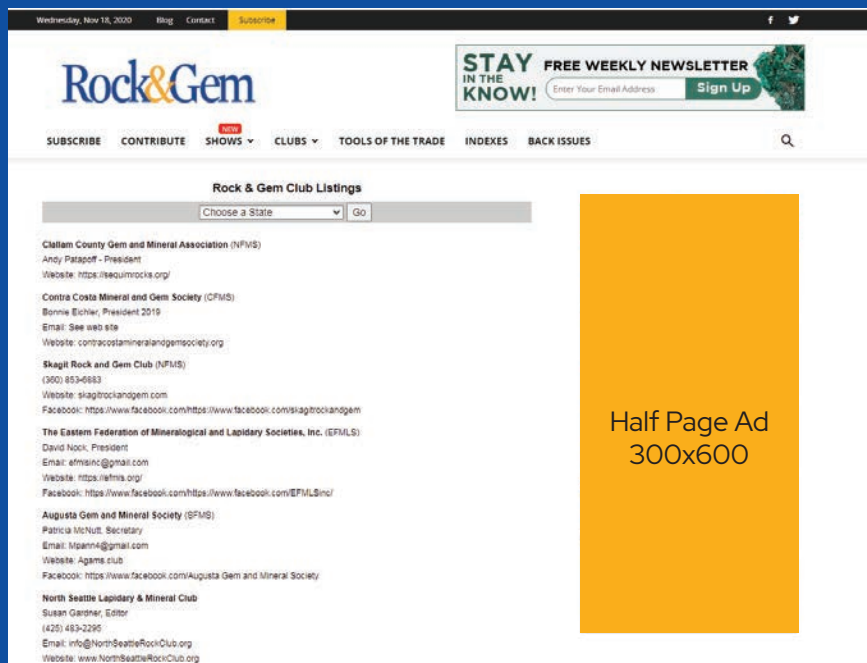 Wednesday, Nov 18, 2020 Blog Contact Subscribe
Rock&Gem
STAY IN THE KNOW!
FREE WEEKLY NEWSLETTER
Enter Your Email Address Sign Up
SUBSCRIBE CONTRIBUTE SHOWS NEW CLUBS TOOLS OF THE TRADE INDEXES BACK ISSUES
Rock & Gem Club Listings
Choose a State Go
Clallam County Gem and Mineral Association (NFMS)
Andy Patapoff - President
Website: https://sequimrocks.org/
Contra Costa Mineral and Gem Society (CFMS)
Bonnie Eichler, President 2019
Email: See web site
Website: contracostamineralandgemsociety.org
Skagit Rock and Gem Club (NFMS)
(360) 853-6883
Website: skagitrockandgem.com
Facebook: https://www.facebook.com/https://www.facebook.com/skagitrockandgem
The Eastern Federation of Mineralogical and Lapidary Societies, Inc. (EFMLS)
David Nock, President
Email: efmlsinc@gmail.com
Website: https://efmls.org/
Facebook: https://www.facebook.com/https://www.facebook.com/EFMLSinc/
Augusta Gem and Mineral Society (SFMS)
Patricia McNutt, Secretary
Email: Mpann4@gmail.com
Website: Agams.club
Facebook: https://www.facebook.com/Augusta Gem and Mineral Society
North Seattle Lapidary & Mineral Club
Susan Gardner, Editor
(425) 483-2295
Email: info@NorthSeattleRockClub.org
Website: www.NorthSeattleRockClub.org
Half Page Ad
300x600